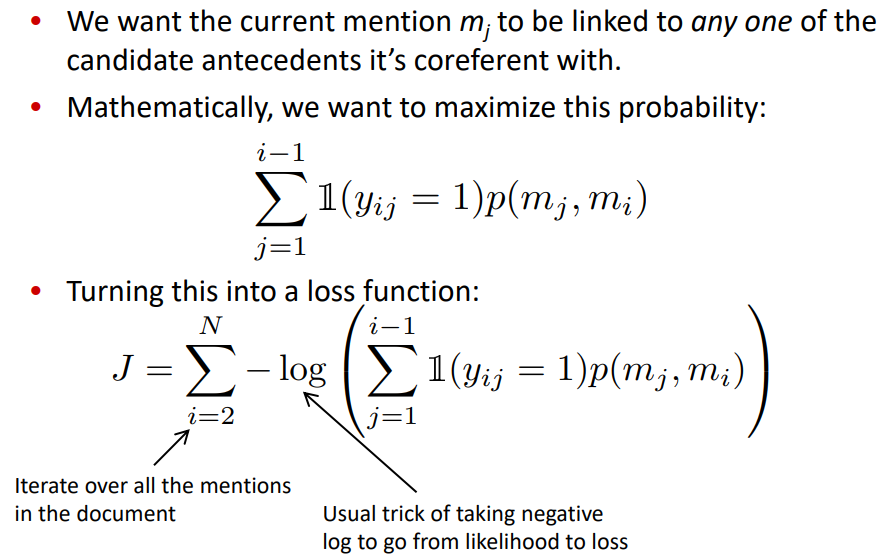 • We want the current mention mⱼ to be linked to any one of the
candidate antecedents it’s coreferent with.
• Mathematically, we want to maximize this probability:
\sum_{j=1}^{i-1} \mathbb{1}(y_{ij} = 1)p(m_j, m_i)
• Turning this into a loss function:
J = \sum_{i=2}^{N} -\log \left( \sum_{j=1}^{i-1} \mathbb{1}(y_{ij} = 1)p(m_j, m_i) \right)
Iterate over all the mentions
in the document
Usual trick of taking negative
log to go from likelihood to loss